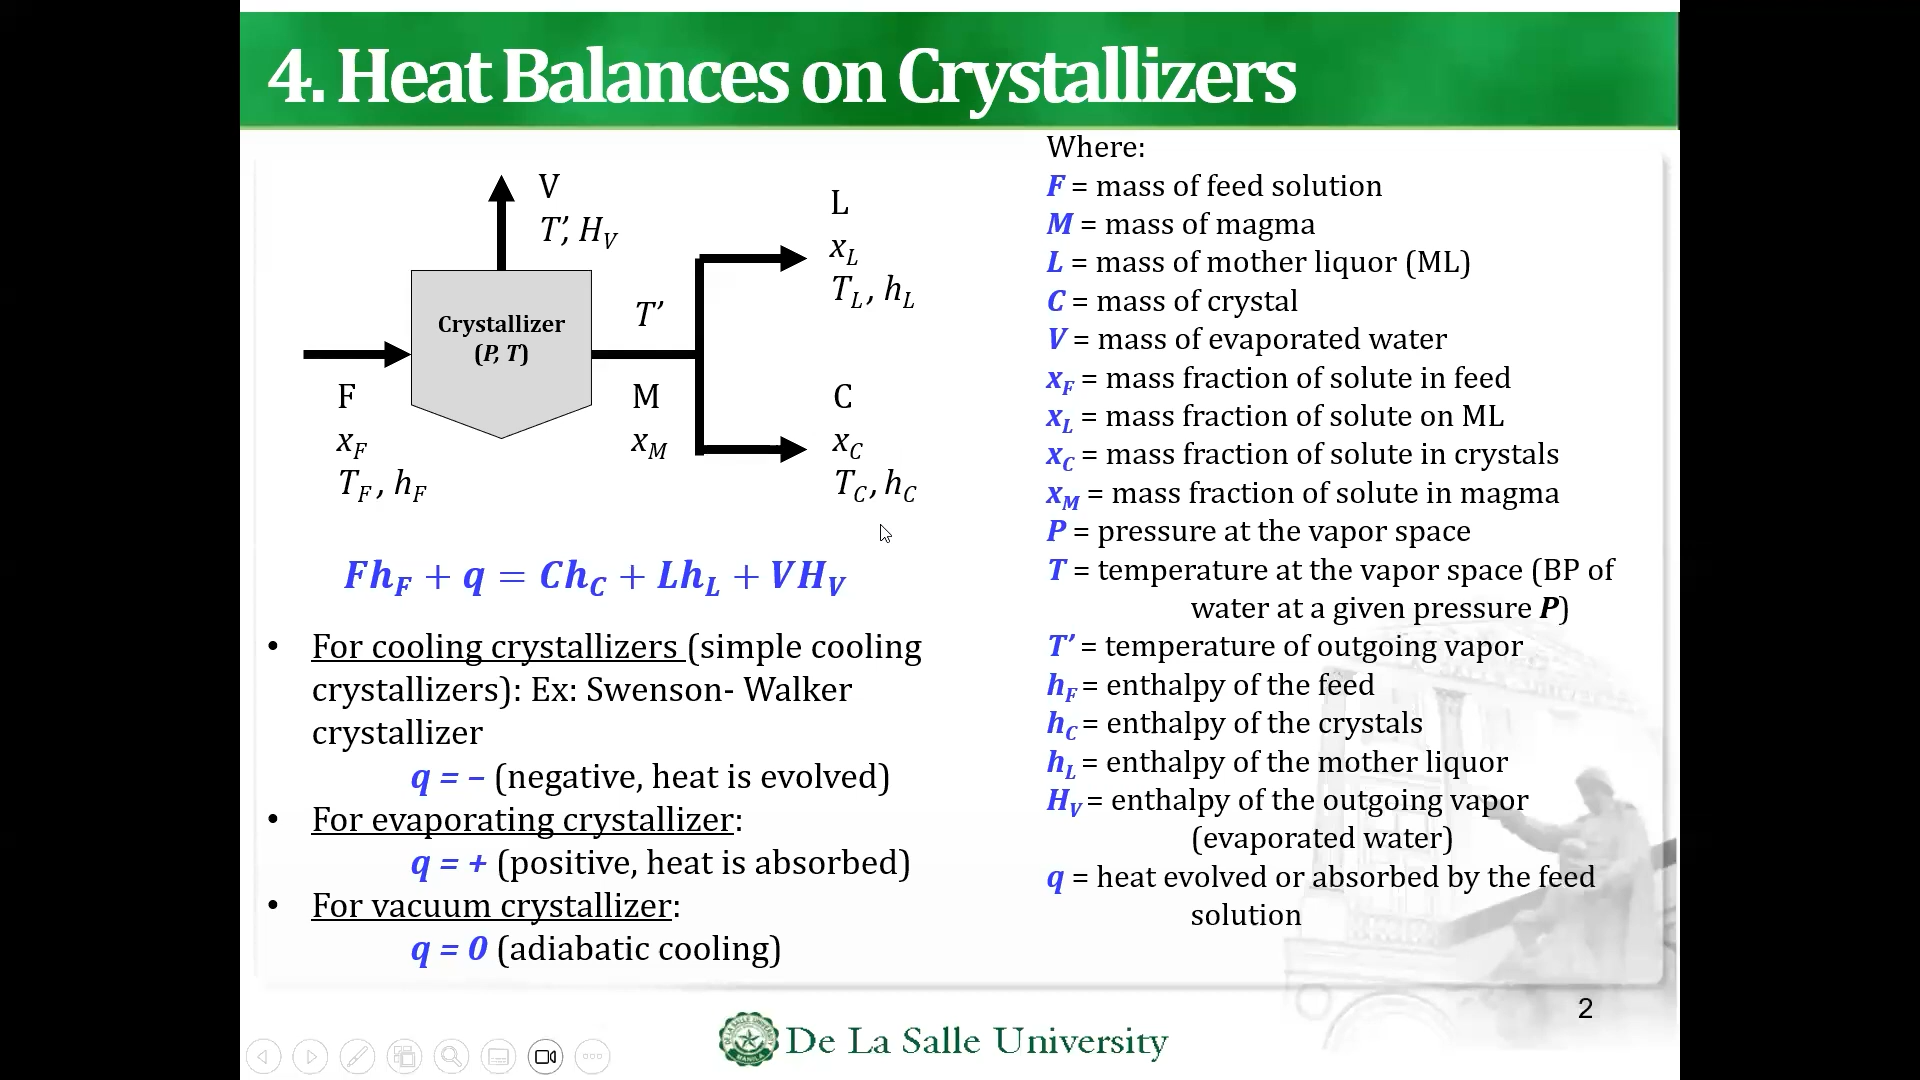 4. Heat Balances on Crystallizers
V
T', H_V
Crystallizer
(P, T)
F
x_F
T_F , h_F
T'
M
x_M
L
x_L
T_L , h_L
C
x_C
T_C, h_C
Fh_F + q = Ch_C + Lh_L + VH_V
• For cooling crystallizers (simple cooling
crystallizers): Ex: Swenson- Walker
crystallizer
q = – (negative, heat is evolved)
• For evaporating crystallizer:
q = + (positive, heat is absorbed)
• For vacuum crystallizer:
q = 0 (adiabatic cooling)
Where:
F = mass of feed solution
M = mass of magma
L = mass of mother liquor (ML)
C = mass of crystal
V = mass of evaporated water
x_F = mass fraction of solute in feed
x_L = mass fraction of solute on ML
x_C = mass fraction of solute in crystals
x_M = mass fraction of solute in magma
P = pressure at the vapor space
T = temperature at the vapor space (BP of
water at a given pressure P)
T' = temperature of outgoing vapor
h_F = enthalpy of the feed
h_C = enthalpy of the crystals
h_L = enthalpy of the mother liquor
H_V = enthalpy of the outgoing vapor
(evaporated water)
q = heat evolved or absorbed by the feed
solution
2
De La Salle University